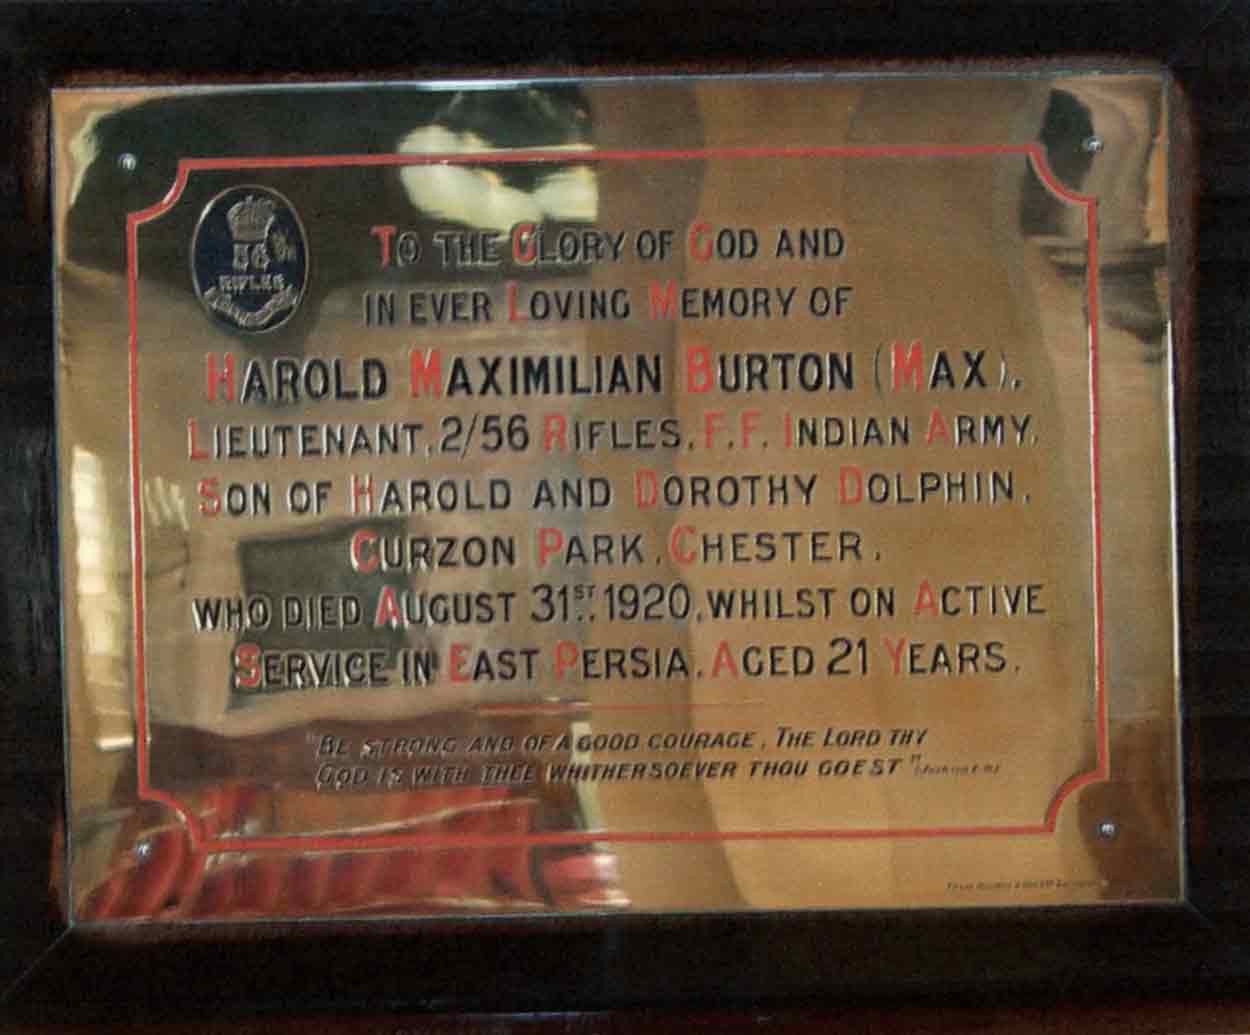 56
RIFLES
TO THE GLORY OF GOD AND
IN EVER LOVING MEMORY OF
HAROLD MAXIMILIAN BURTON (MAX).
LIEUTENANT, 2/56 RIFLES, F.F. INDIAN ARMY,
SON OF HAROLD AND DOROTHY DOLPHIN,
CURZON PARK, CHESTER,
WHO DIED AUGUST 31ST, 1920, WHILST ON ACTIVE
SERVICE IN EAST PERSIA. AGED 21 YEARS.
"BE STRONG AND OF A GOOD COURAGE, THE LORD THY
GOD IS WITH THEE WHITHERSOEVER THOU GOEST"